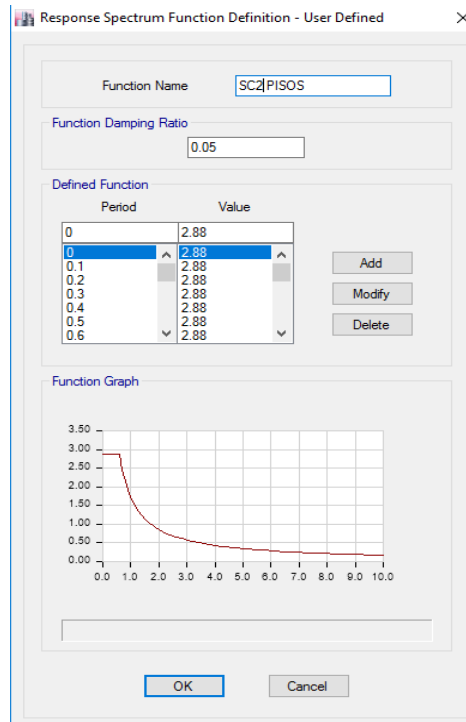 Response Spectrum Function Definition - User Defined
Function Name SC2 PISOS
Function Damping Ratio
0.05
Defined Function
Period Value
0 2.88
0 2.88
0.1 2.88
0.2 2.88
0.3 2.88
0.4 2.88
0.5 2.88
0.6 2.88
Add
Modify
Delete
Function Graph
3.50
3.00
2.50
2.00
1.50
1.00
0.50
0.00
0.0 1.0 2.0 3.0 4.0 5.0 6.0 7.0 8.0 9.0 10.0
OK Cancel